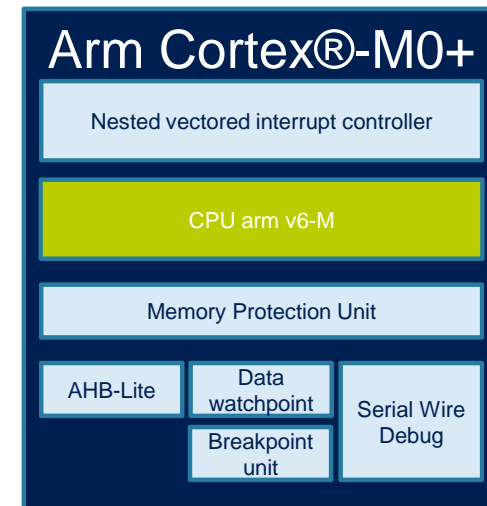 Arm Cortex®-M0+
Nested vectored interrupt controller
CPU arm v6-M
Memory Protection Unit
AHB-Lite
Data
watchpoint
Breakpoint
unit
Serial Wire
Debug